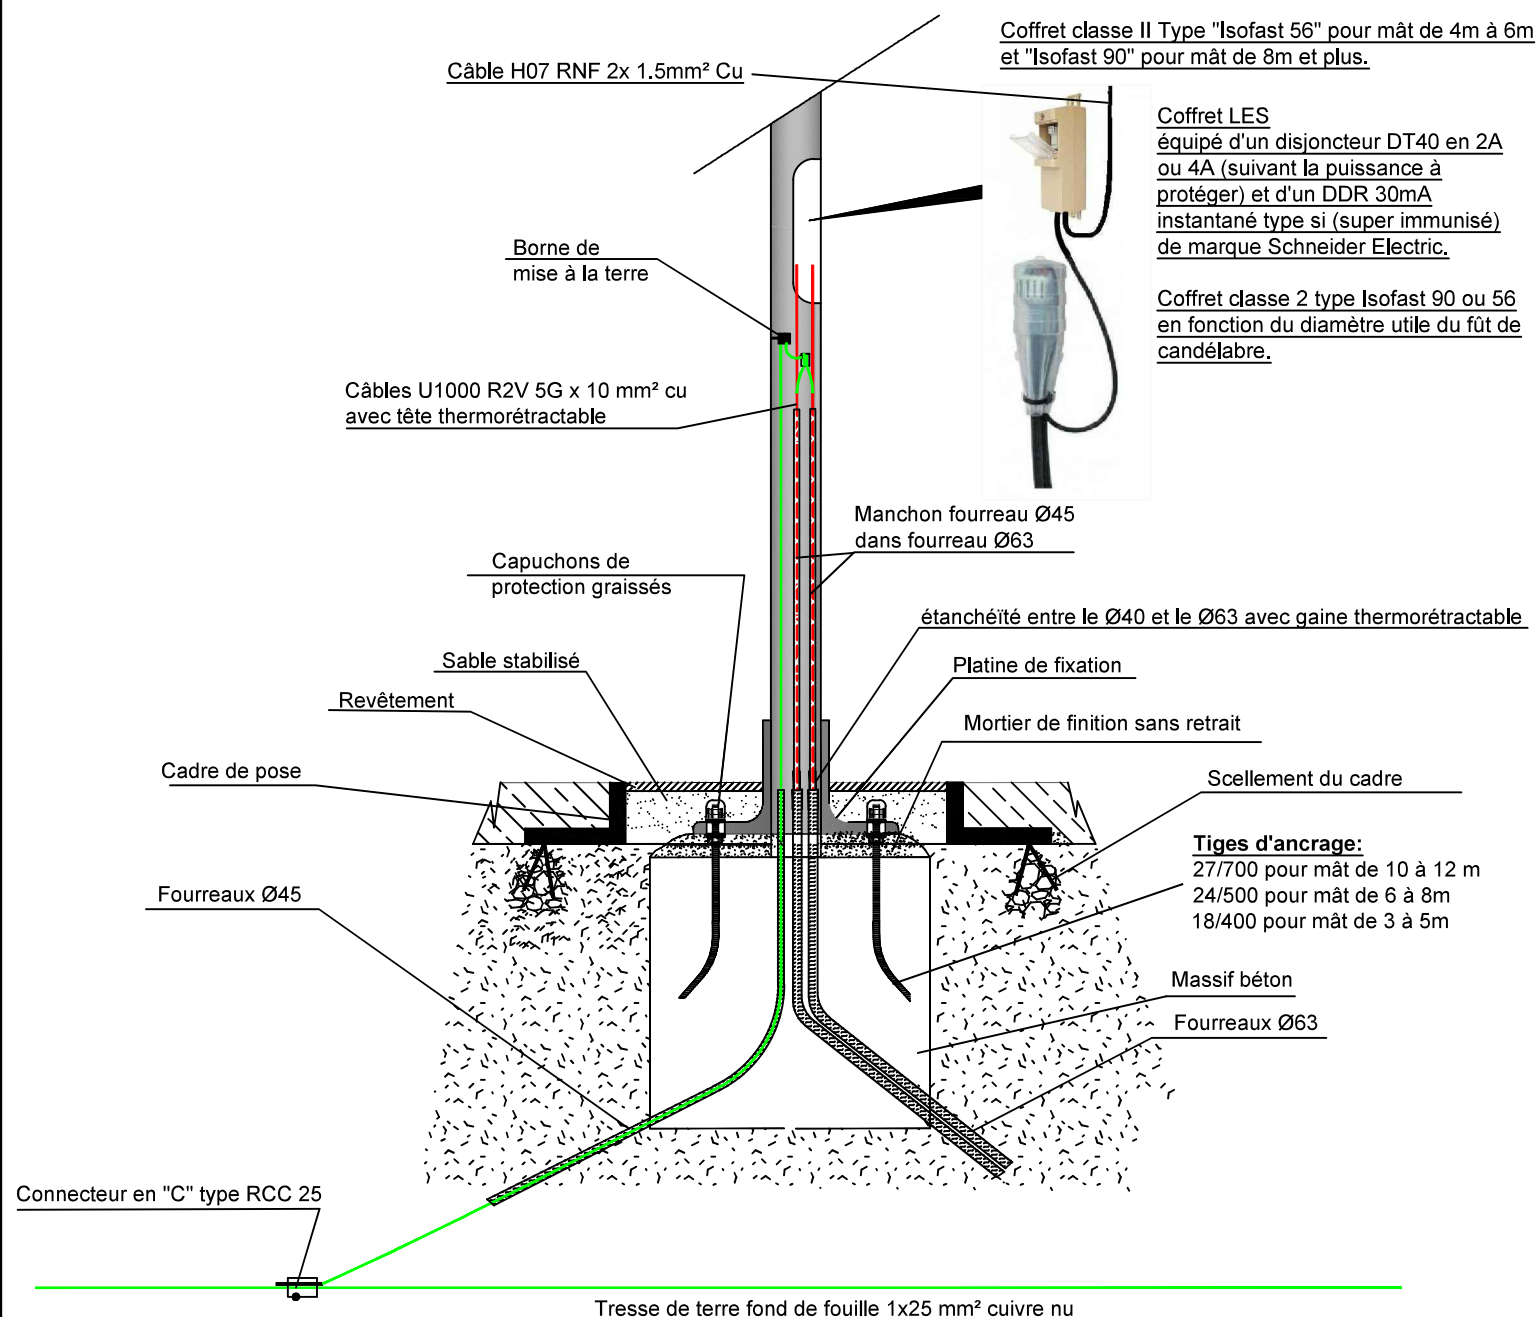 Coffret classe II Type "Isofast 56" pour mât de 4m à 6m
et "Isofast 90" pour mât de 8m et plus.
Câble H07 RNF 2x 1.5mm² Cu
Coffret LES
équipé d'un disjoncteur DT40 en 2A
ou 4A (suivant la puissance à
protéger) et d'un DDR 30mA
instantané type si (super immunisé)
de marque Schneider Electric.
Coffret classe 2 type Isofast 90 ou 56
en fonction du diamètre utile du fût de
candélabre.
Borne de
mise à la terre
Câbles U1000 R2V 5G x 10 mm² cu
avec tête thermorétractable
Manchon fourreau Ø45
dans fourreau Ø63
Capuchons de
protection graissés
étanchéïté entre le Ø40 et le Ø63 avec gaine thermorétractable
Sable stabilisé
Platine de fixation
Revêtement
Mortier de finition sans retrait
Cadre de pose
Scellement du cadre
Tiges d'ancrage:
27/700 pour mât de 10 à 12 m
24/500 pour mât de 6 à 8m
18/400 pour mât de 3 à 5m
Fourreaux Ø45
Massif béton
Fourreaux Ø63
Connecteur en "C" type RCC 25
Tresse de terre fond de fouille 1x25 mm² cuivre nu